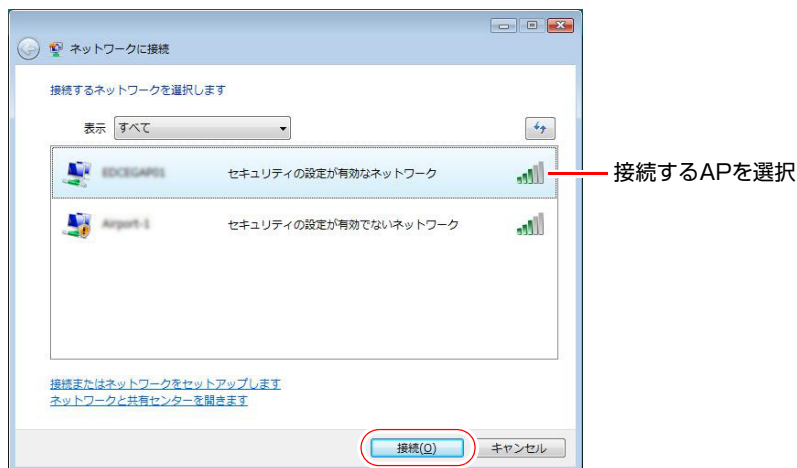 ネットワークに接続
接続するネットワークを選択します
表示 すべて
セキュリティの設定が有効なネットワーク
接続するAPを選択
Airport-1 セキュリティの設定が有効でないネットワーク
接続またはネットワークをセットアップします
ネットワークと共有センターを開きます
接続(O) キャンセル